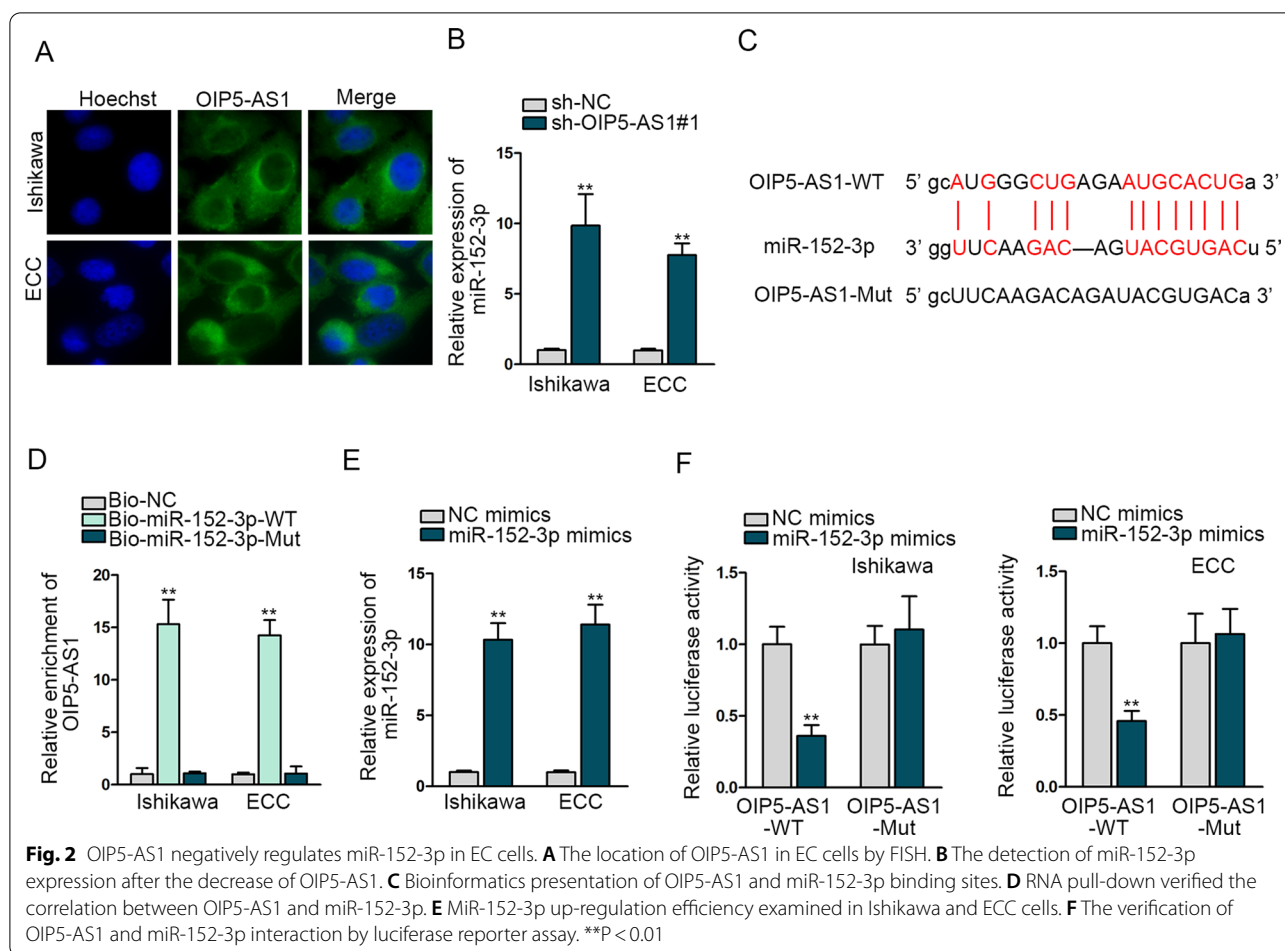 A
Hoechst OIP5-AS1 Merge
Ishikawa
ECC
B
sh-NC
sh-OIP5-AS1#1
Relative expression of
miR-152-3p
15
10
5
0
** **
Ishikawa ECC
C
OIP5-AS1-WT 5’ gcAUGGGCUGAGAAUGCACUGa 3’
miR-152-3p 3’ ggUUCAAGAC—AGUACGUGACu 5’
OIP5-AS1-Mut 5’ gcUUCAAGACAGAUACGUGACa 3’
D
Bio-NC
Bio-miR-152-3p-WT
Bio-miR-152-3p-Mut
Relative enrichment of
OIP5-AS1
20
15
10
5
0
** **
Ishikawa ECC
E
NC mimics
miR-152-3p mimics
Relative expression of
miR-152-3p
15
10
5
0
** **
Ishikawa ECC
F
NC mimics
miR-152-3p mimics
Ishikawa
Relative luciferase activity
1.5
1.0
0.5
0.0
**
OIP5-AS1 OIP5-AS1
-WT -Mut
NC mimics
miR-152-3p mimics
ECC
Relative luciferase activity
1.5
1.0
0.5
0.0
**
OIP5-AS1 OIP5-AS1
-WT -Mut
Fig. 2 OIP5-AS1 negatively regulates miR-152-3p in EC cells. A The location of OIP5-AS1 in EC cells by FISH. B The detection of miR-152-3p
expression after the decrease of OIP5-AS1. C Bioinformatics presentation of OIP5-AS1 and miR-152-3p binding sites. D RNA pull-down verified the
correlation between OIP5-AS1 and miR-152-3p. E MiR-152-3p up-regulation efficiency examined in Ishikawa and ECC cells. F The verification of
OIP5-AS1 and miR-152-3p interaction by luciferase reporter assay. **P < 0.01